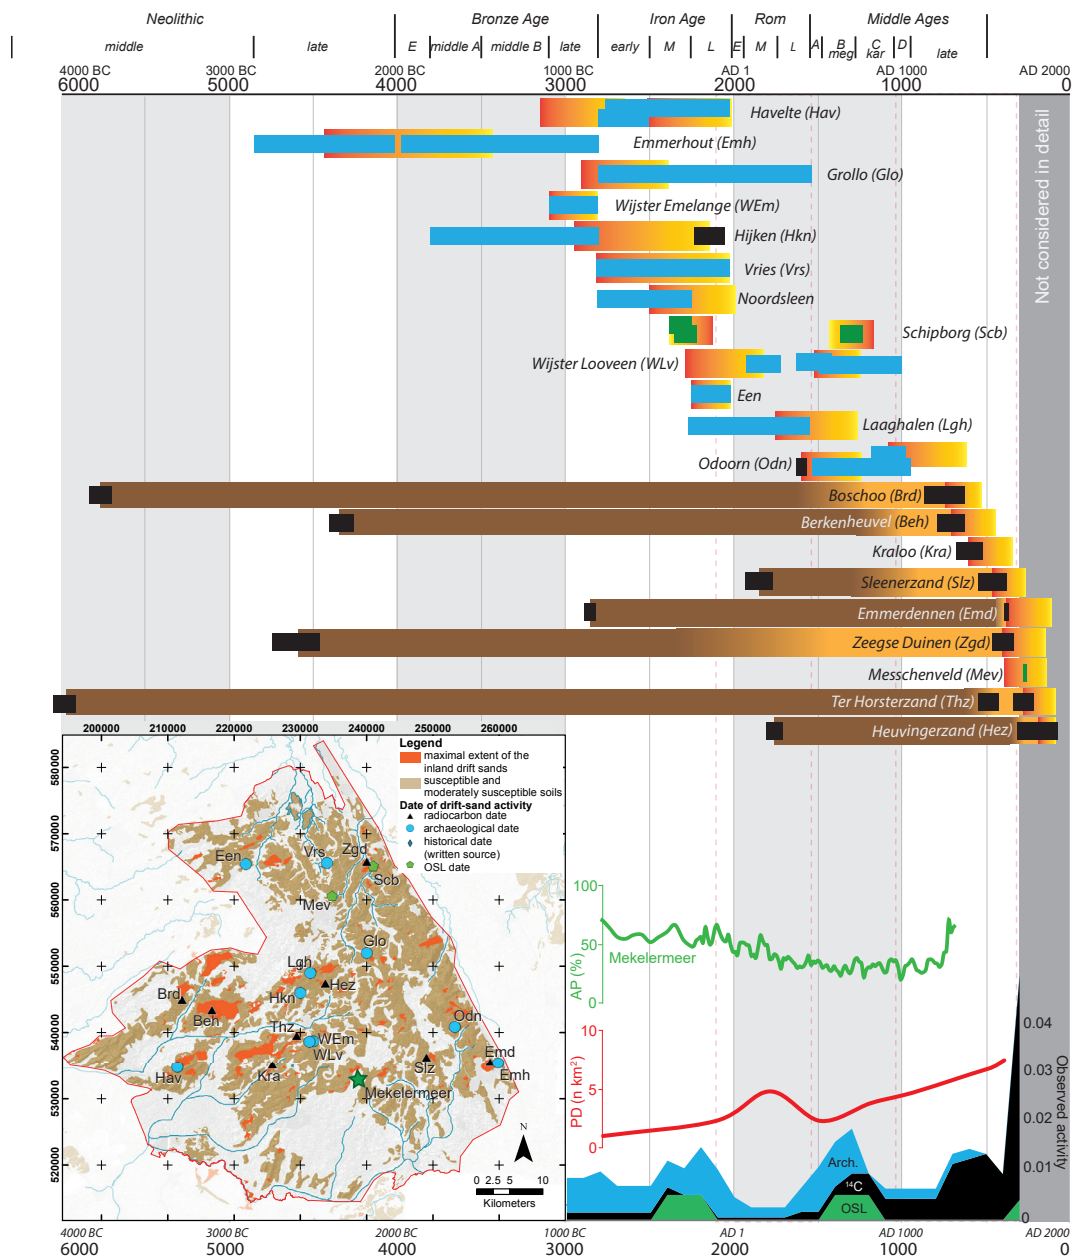 Neolithic Bronze Age Iron Age Rom Middle Ages
middle late E middle A middle B late early M L E M L A B C D late
meg kar
4000 BC 3000 BC 2000 BC 1000 BC AD 1 AD 1000 AD 2000
6000 5000 4000 3000 2000 1000 0
Not considered in detail
Havelte (Hav)
Emmerhout (Emh)
Grollo (Glo)
Wijster Emelange (WEm)
Hijken (Hkn)
Vries (Vrs)
Noordsleen
Schipborg (Scb)
Wijster Looveen (WLv)
Een
Laaghalen (Lgh)
Odoorn (Odn)
Boschoo (Brd)
Berkenheuvel (Beh)
Kraloo (Kra)
Sleenerzand (Slz)
Emmerdennen (Emd)
Zeegse Duinen (Zgd)
Messchenveld (Mev)
Ter Horsterzand (Thz)
Heuvingerzand (Hez)
200000 210000 220000 230000 240000 250000 260000
580000
570000
560000
550000
540000
530000
520000
Legend
maximal extent of the
inland drift sands
susceptible and
moderately susceptible soils
Date of drift-sand activity
radiocarbon date
archaeological date
historical date
(written source)
OSL date
Een
Vrs
Zgd
Scb
Mev
Glo
Lgh
Hez
Brd
Hkn
Beh
Thz
WEm
WLv
Odn
Hav
Kra
Slz
Emd
Emh
Mekelermeer
N
0 2.5 5 10
Kilometers
100
50
0
AP (%)
Mekelermeer
10
5
0
PD (n km²)
0.04
0.03
0.02
0.01
0
Observed activity
Arch.
¹⁴C
OSL
4000 BC 3000 BC 2000 BC 1000 BC AD 1 AD 1000 AD 2000
6000 5000 4000 3000 2000 1000 0